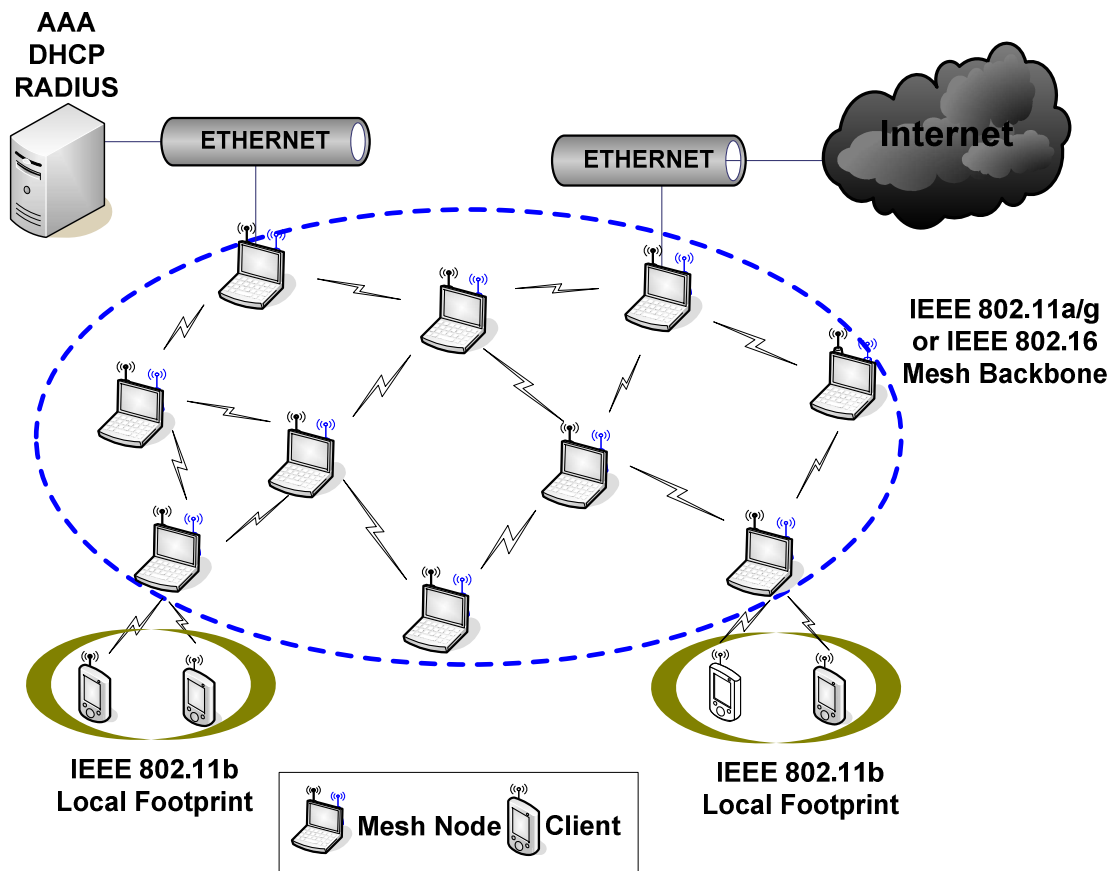 AAA
DHCP
RADIUS
ETHERNET
ETHERNET
Internet
IEEE 802.11a/g
or IEEE 802.16
Mesh Backbone
IEEE 802.11b
Local Footprint
IEEE 802.11b
Local Footprint
Mesh Node
Client